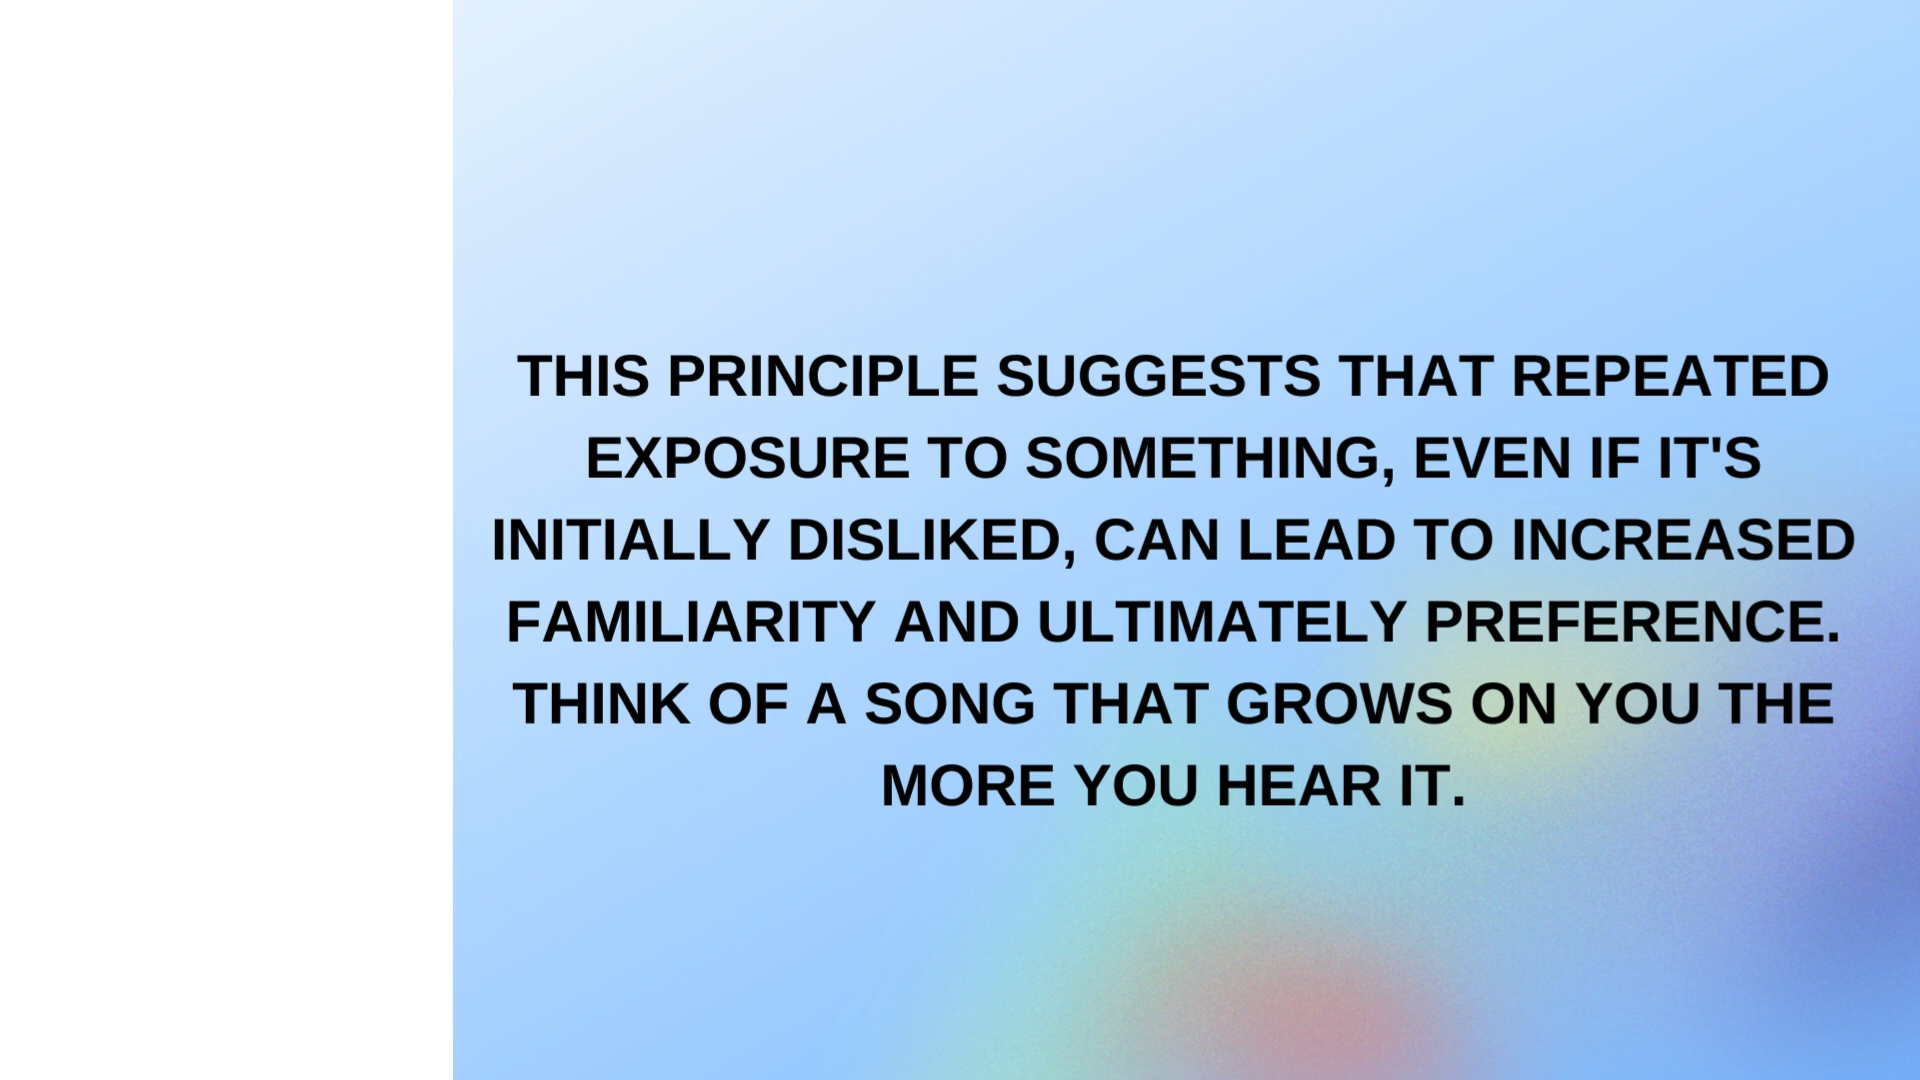 THIS PRINCIPLE SUGGESTS THAT REPEATED
EXPOSURE TO SOMETHING, EVEN IF IT'S
INITIALLY DISLIKED, CAN LEAD TO INCREASED
FAMILIARITY AND ULTIMATELY PREFERENCE.
THINK OF A SONG THAT GROWS ON YOU THE
MORE YOU HEAR IT.